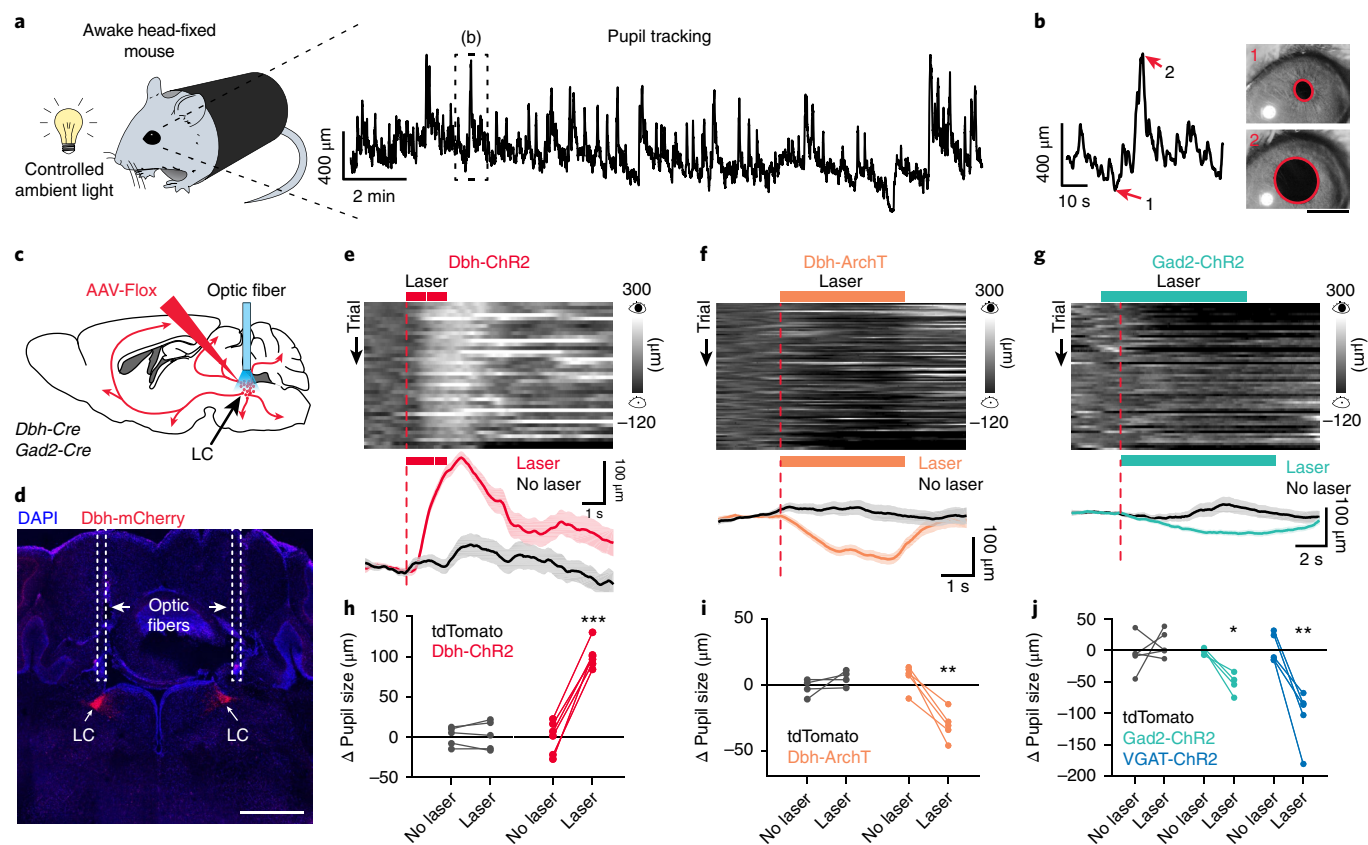 a
Awake head-fixed
mouse
Controlled
ambient light
(b)
Pupil tracking
400 µm
2 min
b
400 µm
10 s
2
1
1
2
c
AAV-Flox
Optic fiber
Dbh-Cre
Gad2-Cre
LC
d
DAPI
Dbh-mCherry
Optic
fibers
LC
LC
e
Dbh-ChR2
Laser
Trial
300
(µm)
–120
Laser
No laser
100 µm
1 s
f
Dbh-ArchT
Laser
Trial
300
(µm)
–120
Laser
No laser
100 µm
1 s
g
Gad2-ChR2
Laser
Trial
300
(µm)
–120
Laser
No laser
100 µm
2 s
h
Δ Pupil size (µm)
150
100
50
0
–50
tdTomato
Dbh-ChR2
***
No laser
Laser
No laser
Laser
i
Δ Pupil size (µm)
50
0
–50
**
tdTomato
Dbh-ArchT
No laser
Laser
No laser
Laser
j
Δ Pupil size (µm)
50
0
–50
–100
–150
–200
*
**
tdTomato
Gad2-ChR2
VGAT-ChR2
No laser
Laser
No laser
Laser
No laser
Laser